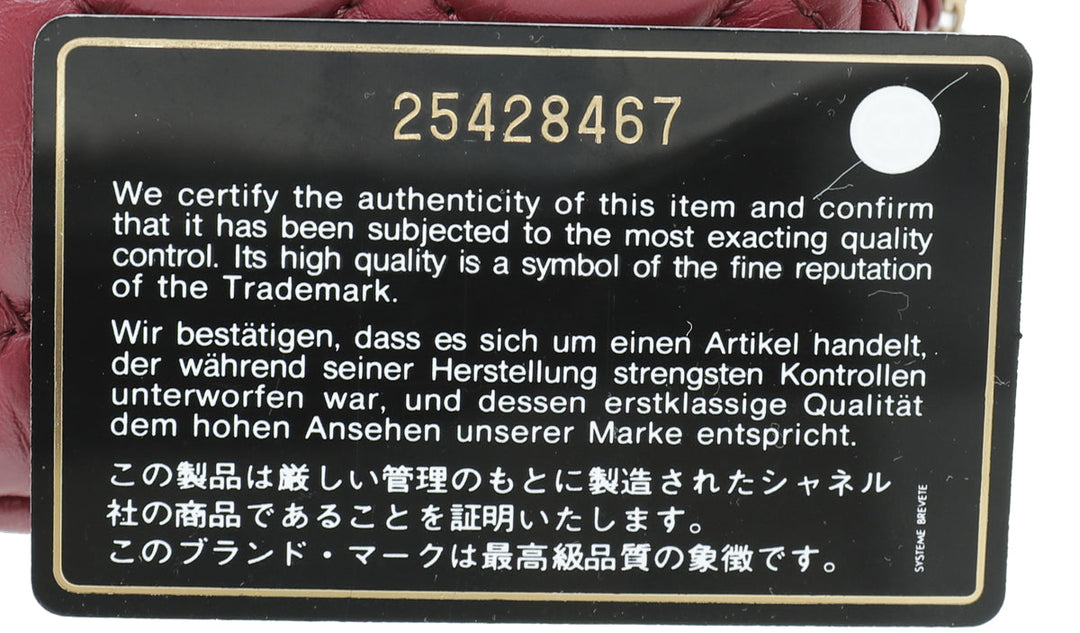 25428467
We certify the authenticity of this item and confirm
that it has been subjected to the most exacting quality
control. Its high quality is a symbol of the fine reputation
of the Trademark.
Wir bestätigen, dass es sich um einen Artikel handelt,
der während seiner Herstellung strengsten Kontrollen
unterworfen war, und dessen erstklassige Qualität
dem hohen Ansehen unserer Marke entspricht.
この製品は厳しい管理のもとに製造されたシャネル
社の商品であることを証明いたします。
このブランド・マークは最高級品質の象徴です。
SYSTEME BREVETE